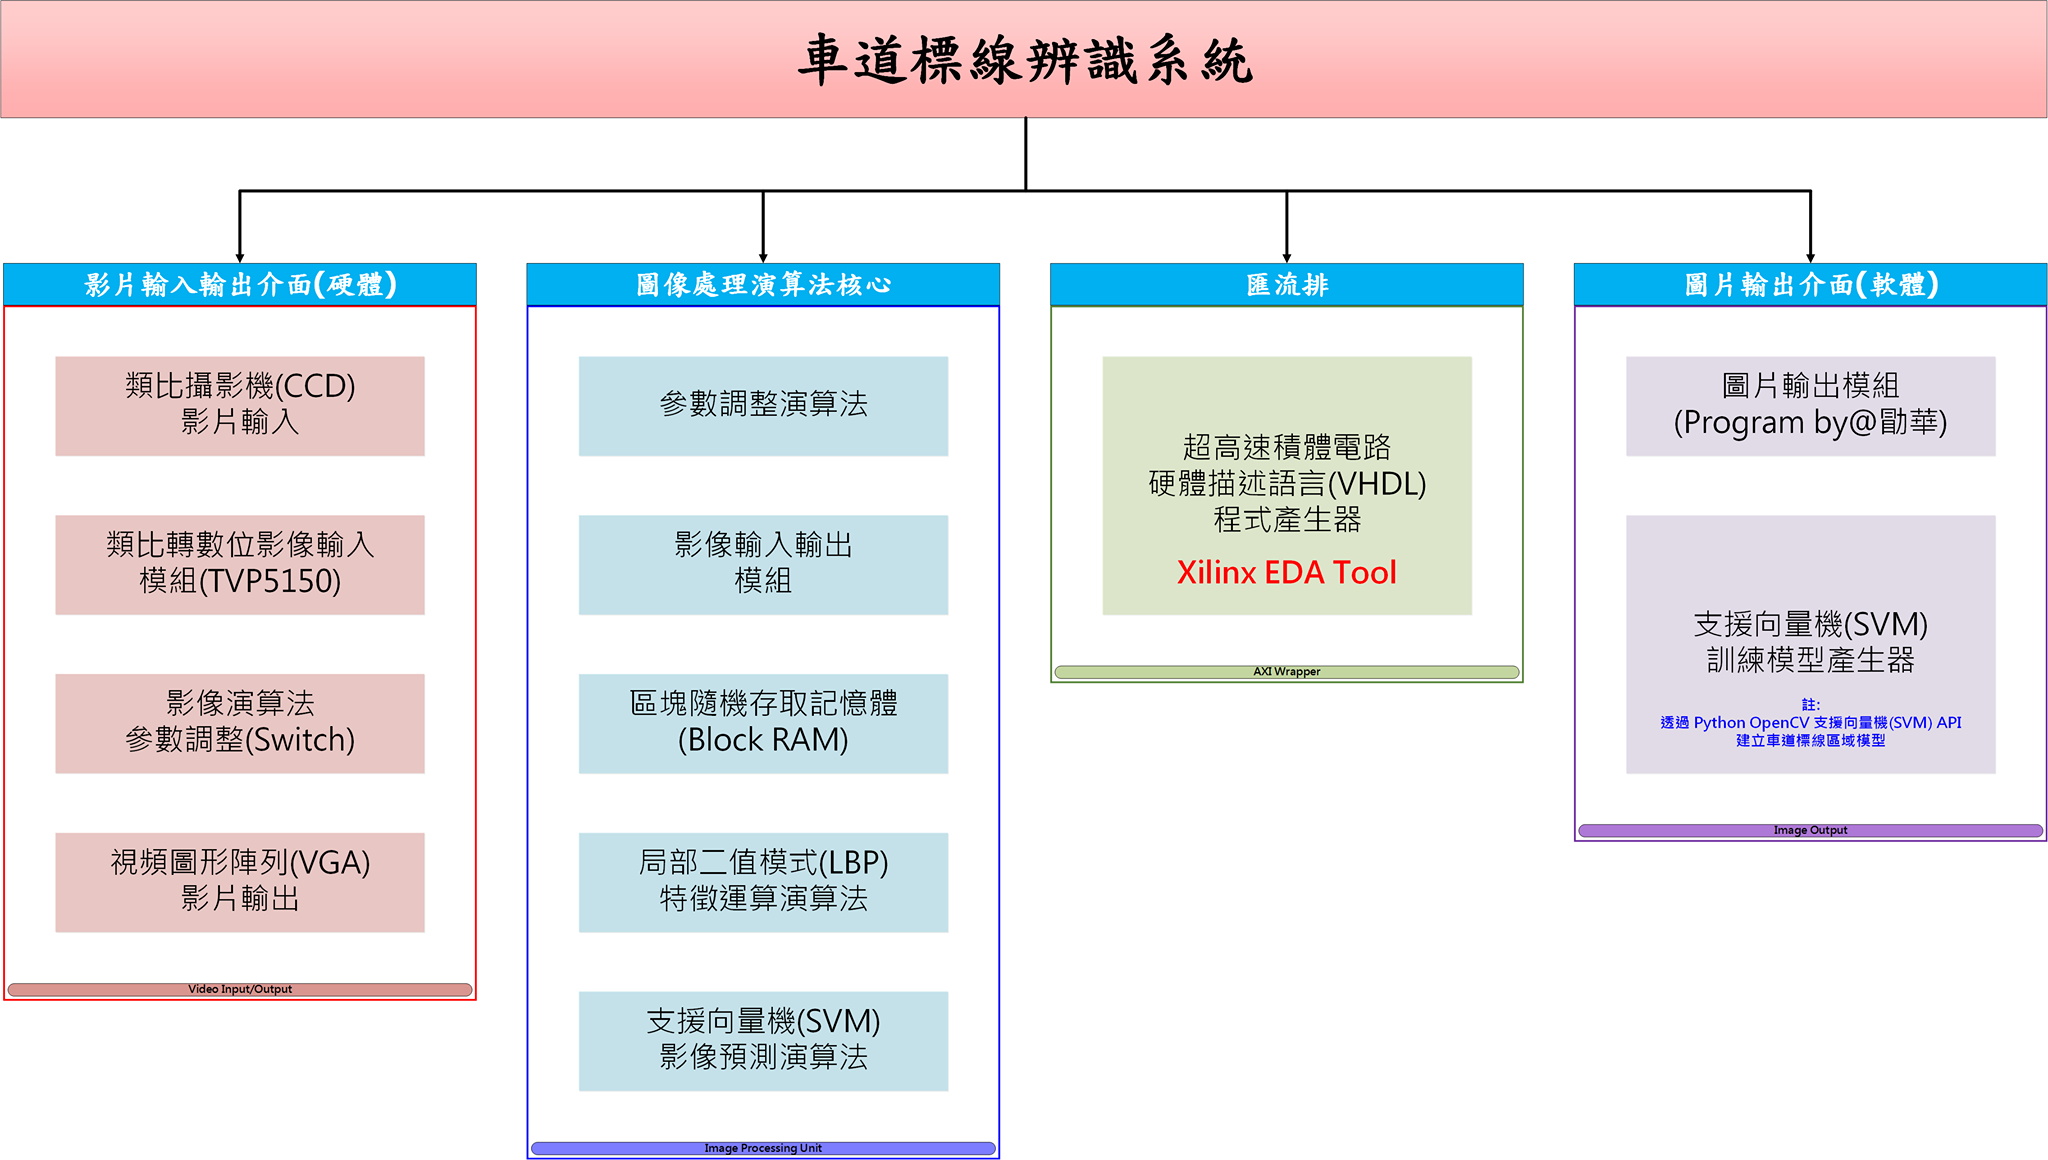 車道標線辨識系統
影片輸入輸出介面(硬體)
類比攝影機(CCD)
影片輸入
類比轉數位影像輸入
模組(TVP5150)
影像演算法
參數調整(Switch)
視頻圖形陣列(VGA)
影片輸出
Video Input/Output
圖像處理演算法核心
參數調整演算法
影像輸入輸出
模組
區塊隨機存取記憶體
(Block RAM)
局部二值模式(LBP)
特徵運算演算法
支援向量機(SVM)
影像預測演算法
Image Processing Unit
匯流排
超高速積體電路
硬體描述語言(VHDL)
程式產生器
Xilinx EDA Tool
AXI Wrapper
圖片輸出介面(軟體)
圖片輸出模組
(Program by@勖華)
支援向量機(SVM)
訓練模型產生器
註:
透過 Python OpenCV 支援向量機(SVM) API
建立車道標線區域模型
Image Output